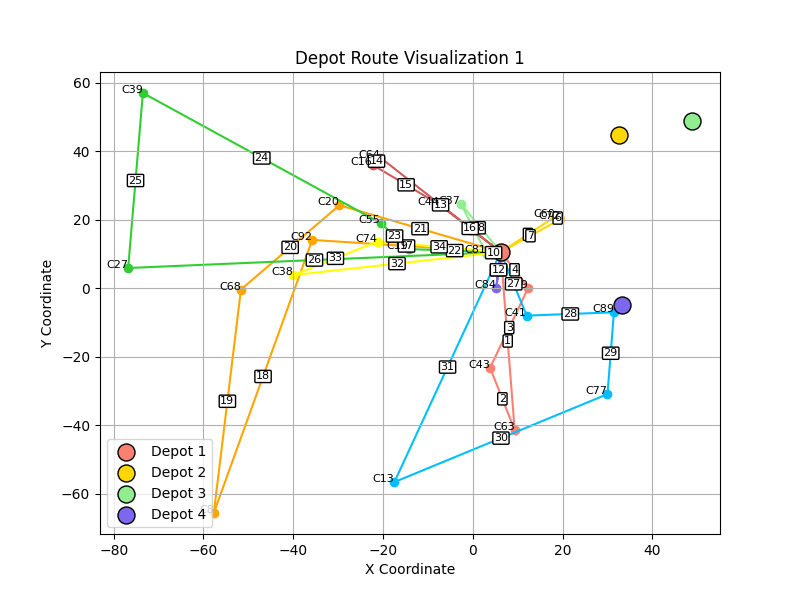 Depot Route Visualization 1
60
40
20
0
−20
−40
−60
−80
−60
−40
−20
0
20
40
Y Coordinate
X Coordinate
C39
C64
C16
14
24
25
15
C20
C44
13
C37
C55
21
16
8
7
C92
C74
23
20
34
22
C81
10
C27
26
33
32
C38
12
4
C68
C84
27
C41
28
C89
3
1
31
29
C43
18
2
C77
19
C63
30
C13
Depot 1
Depot 2
Depot 3
Depot 4